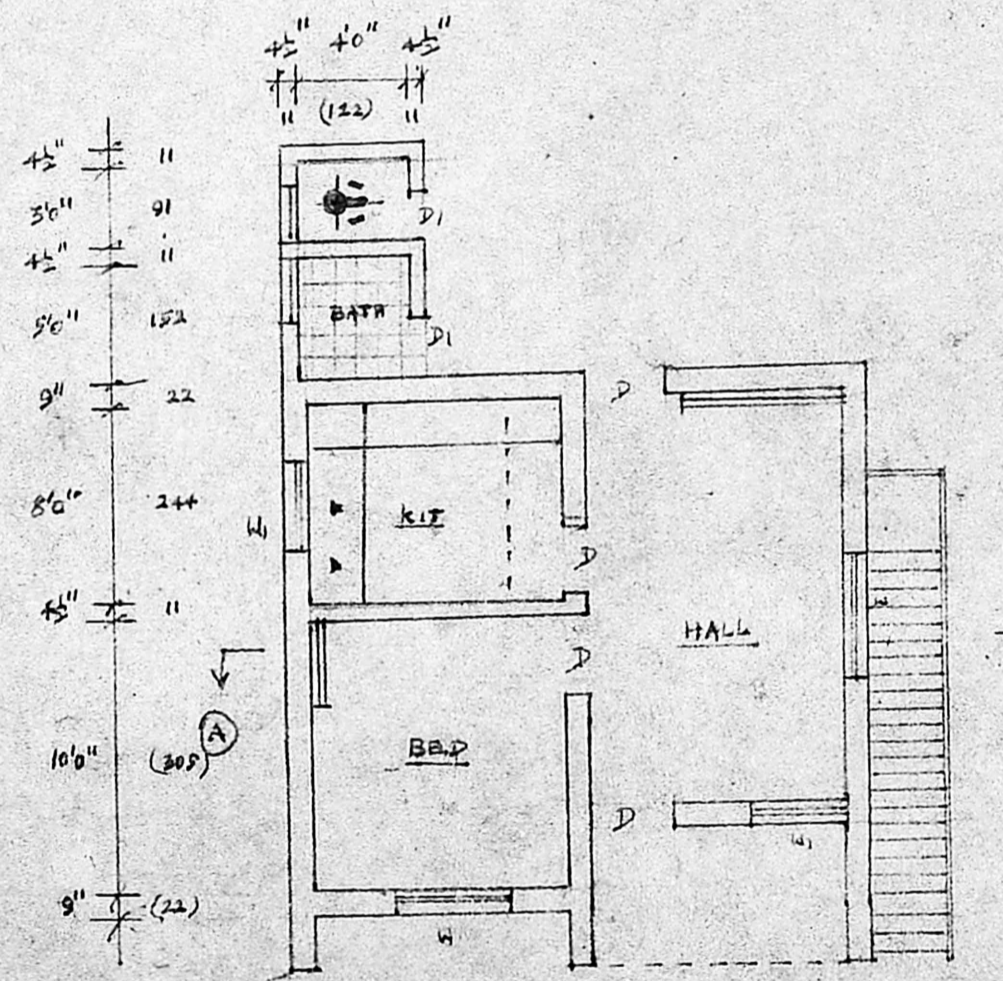 4½" 4'0" 4½"
11 (122) 11
4½" 11
3'0" 91
D1
4½" 11
5'0" 152
BATH
D1
9" 22
D
8'0" 244
W1
KIT
D
4½" 11
W
HALL
D
A
BED
10'0" (305)
D
W1
9" (22)
W